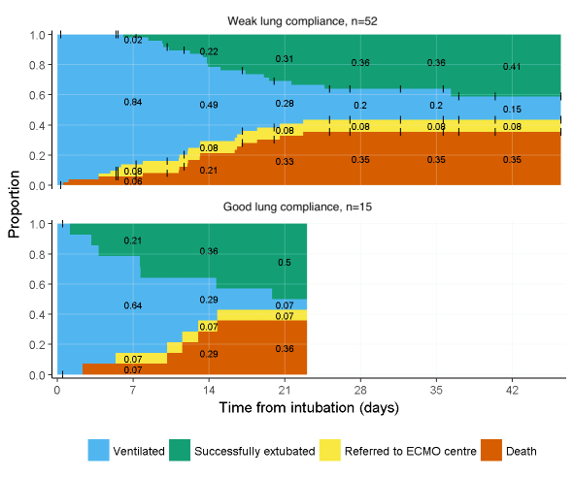 Weak lung compliance, n=52
1.0
0.8
0.6
0.4
0.2
0.0
0.02 0.22 0.31 0.36 0.36 0.41
0.84 0.49 0.28 0.2 0.2 0.15
0.08 0.08 0.08 0.08 0.08 0.08
0.06 0.21 0.33 0.35 0.35 0.35
Proportion
Good lung compliance, n=15
1.0
0.8
0.6
0.4
0.2
0.0
0.21 0.36 0.5
0.64 0.29 0.07
0.07 0.07 0.07
0.07 0.29 0.36
0 7 14 21 28 35 42
Time from intubation (days)
Ventilated Successfully extubated Referred to ECMO centre Death